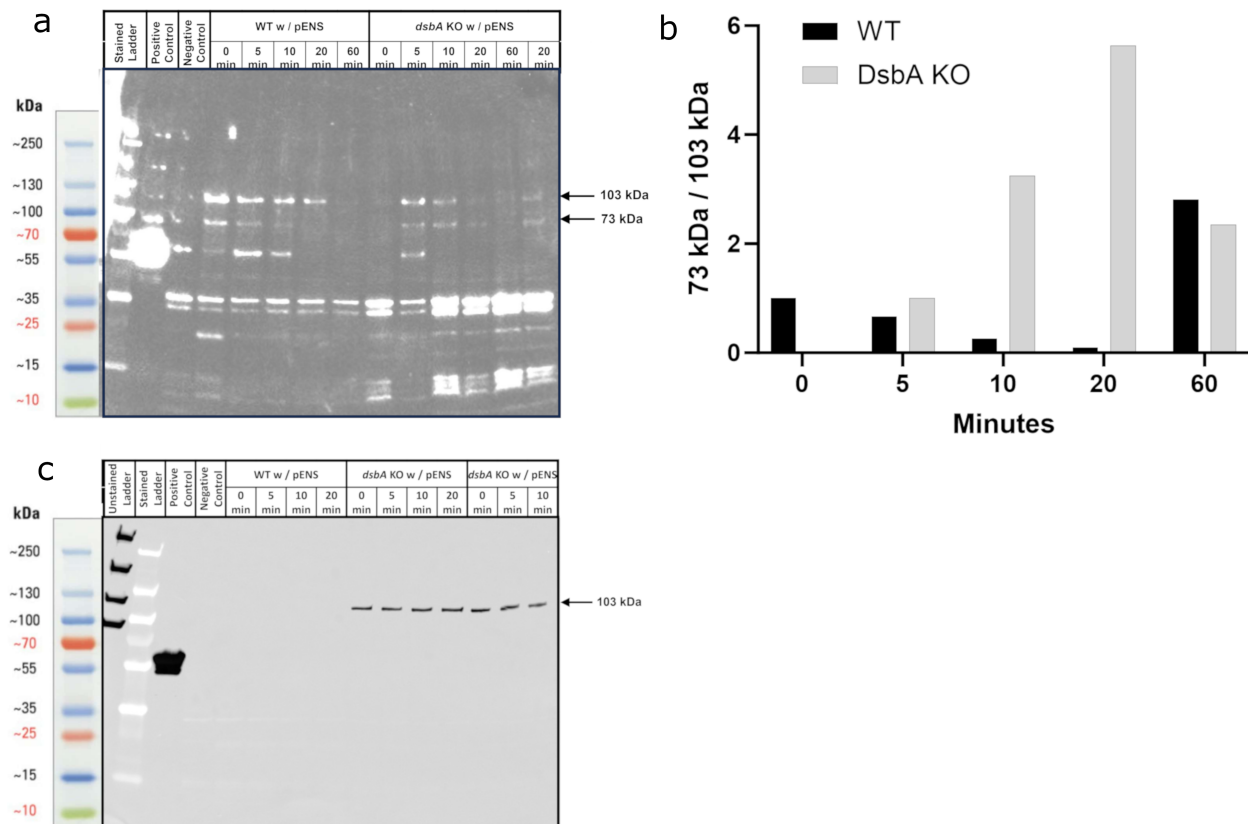 a
Stained Ladder
Positive Control
Negative Control
WT w / pENS
dsbA KO w / pENS
0 min
5 min
10 min
20 min
60 min
0 min
5 min
10 min
20 min
60 min
20 min
kDa
~250
~130
~100
~70
~55
~35
~25
~15
~10
103 kDa
73 kDa
b
WT
DsbA KO
73 kDa / 103 kDa
6
4
2
0
0 5 10 20 60
Minutes
c
Unstained Ladder
Stained Ladder
Positive Control
Negative Control
WT w / pENS
dsbA KO w / pENS
dsbA KO w / pENS
0 min
5 min
10 min
20 min
0 min
5 min
10 min
20 min
0 min
5 min
10 min
kDa
~250
~130
~100
~70
~55
~35
~25
~15
~10
103 kDa